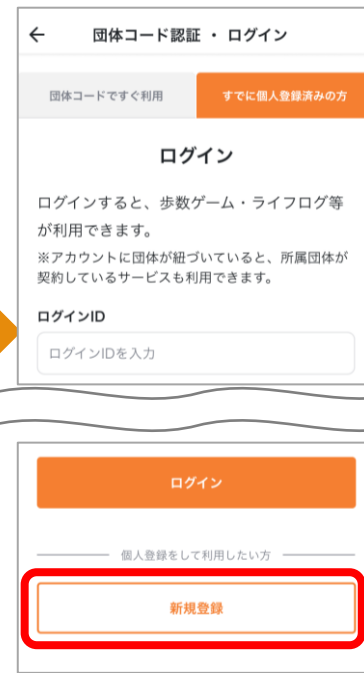 団体コード認証 ・ ログイン
団体コードですぐ利用
すでに個人登録済みの方
ログイン
ログインすると、歩数ゲーム・ライフログ等
が利用できます。
※アカウントに団体が紐づいていると、所属団体が
契約しているサービスも利用できます。
ログインID
ログインIDを入力
ログイン
個人登録をして利用したい方
新規登録